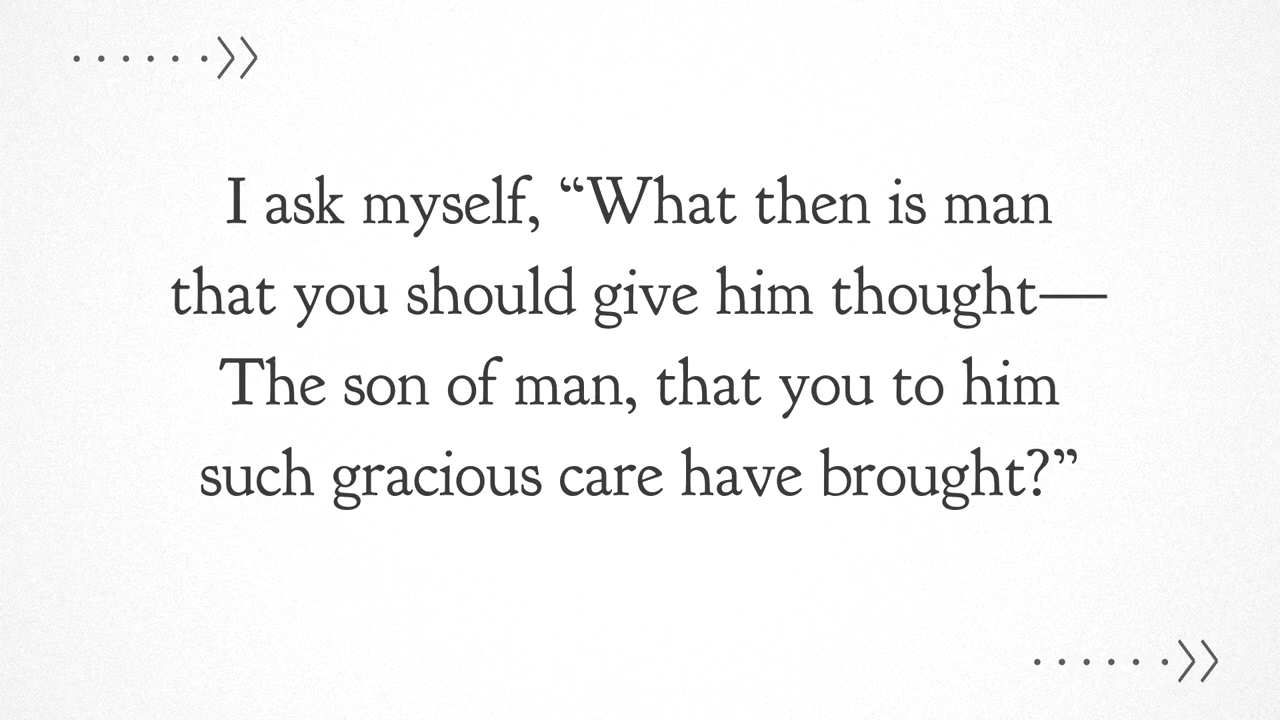 I ask myself, “What then is man
that you should give him thought—
The son of man, that you to him
such gracious care have brought?”